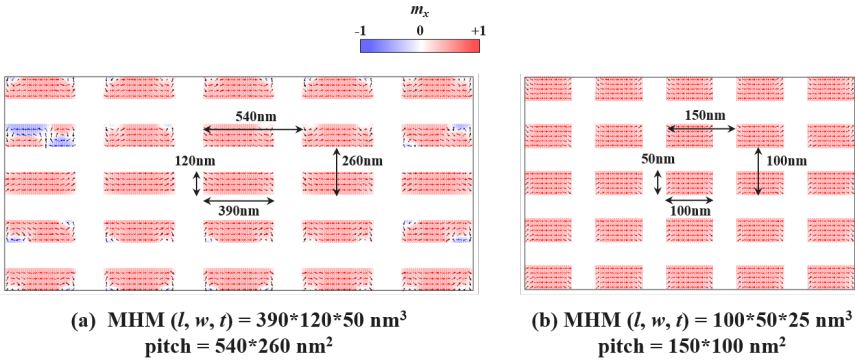 mx
-1 0 +1
540nm
120nm
260nm
390nm
150nm
50nm
100nm
100nm
(a) MHM (l, w, t) = 390*120*50 nm³
pitch = 540*260 nm²
(b) MHM (l, w, t) = 100*50*25 nm³
pitch = 150*100 nm²